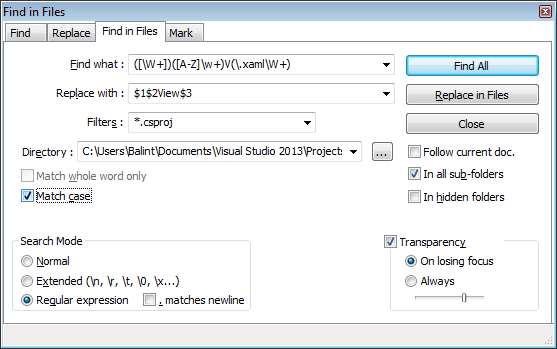 Find in Files
Find Replace Find in Files Mark
Find what : ([\W+])([A-Z]\w+)V(\.xaml\W+) Find All
Replace with : $1$2View$3 Replace in Files
Filters : *.csproj Close
Directory : C:\Users\Balint\Documents\Visual Studio 2013\Projects ... Follow current doc.
Match whole word only In all sub-folders
Match case In hidden folders
Search Mode Transparency
Normal On losing focus
Extended (\n, \r, \t, \0, \x...) Always
Regular expression . matches newline